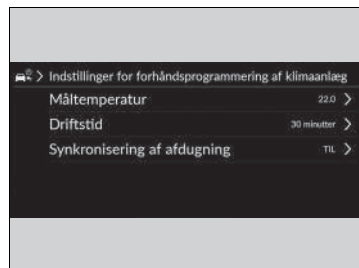 > Indstillinger for forhåndsprogrammering af klimaanlæg
Måltemperatur 22.0 >
Driftstid 30 minutter >
Synkronisering af afdugning TIL >